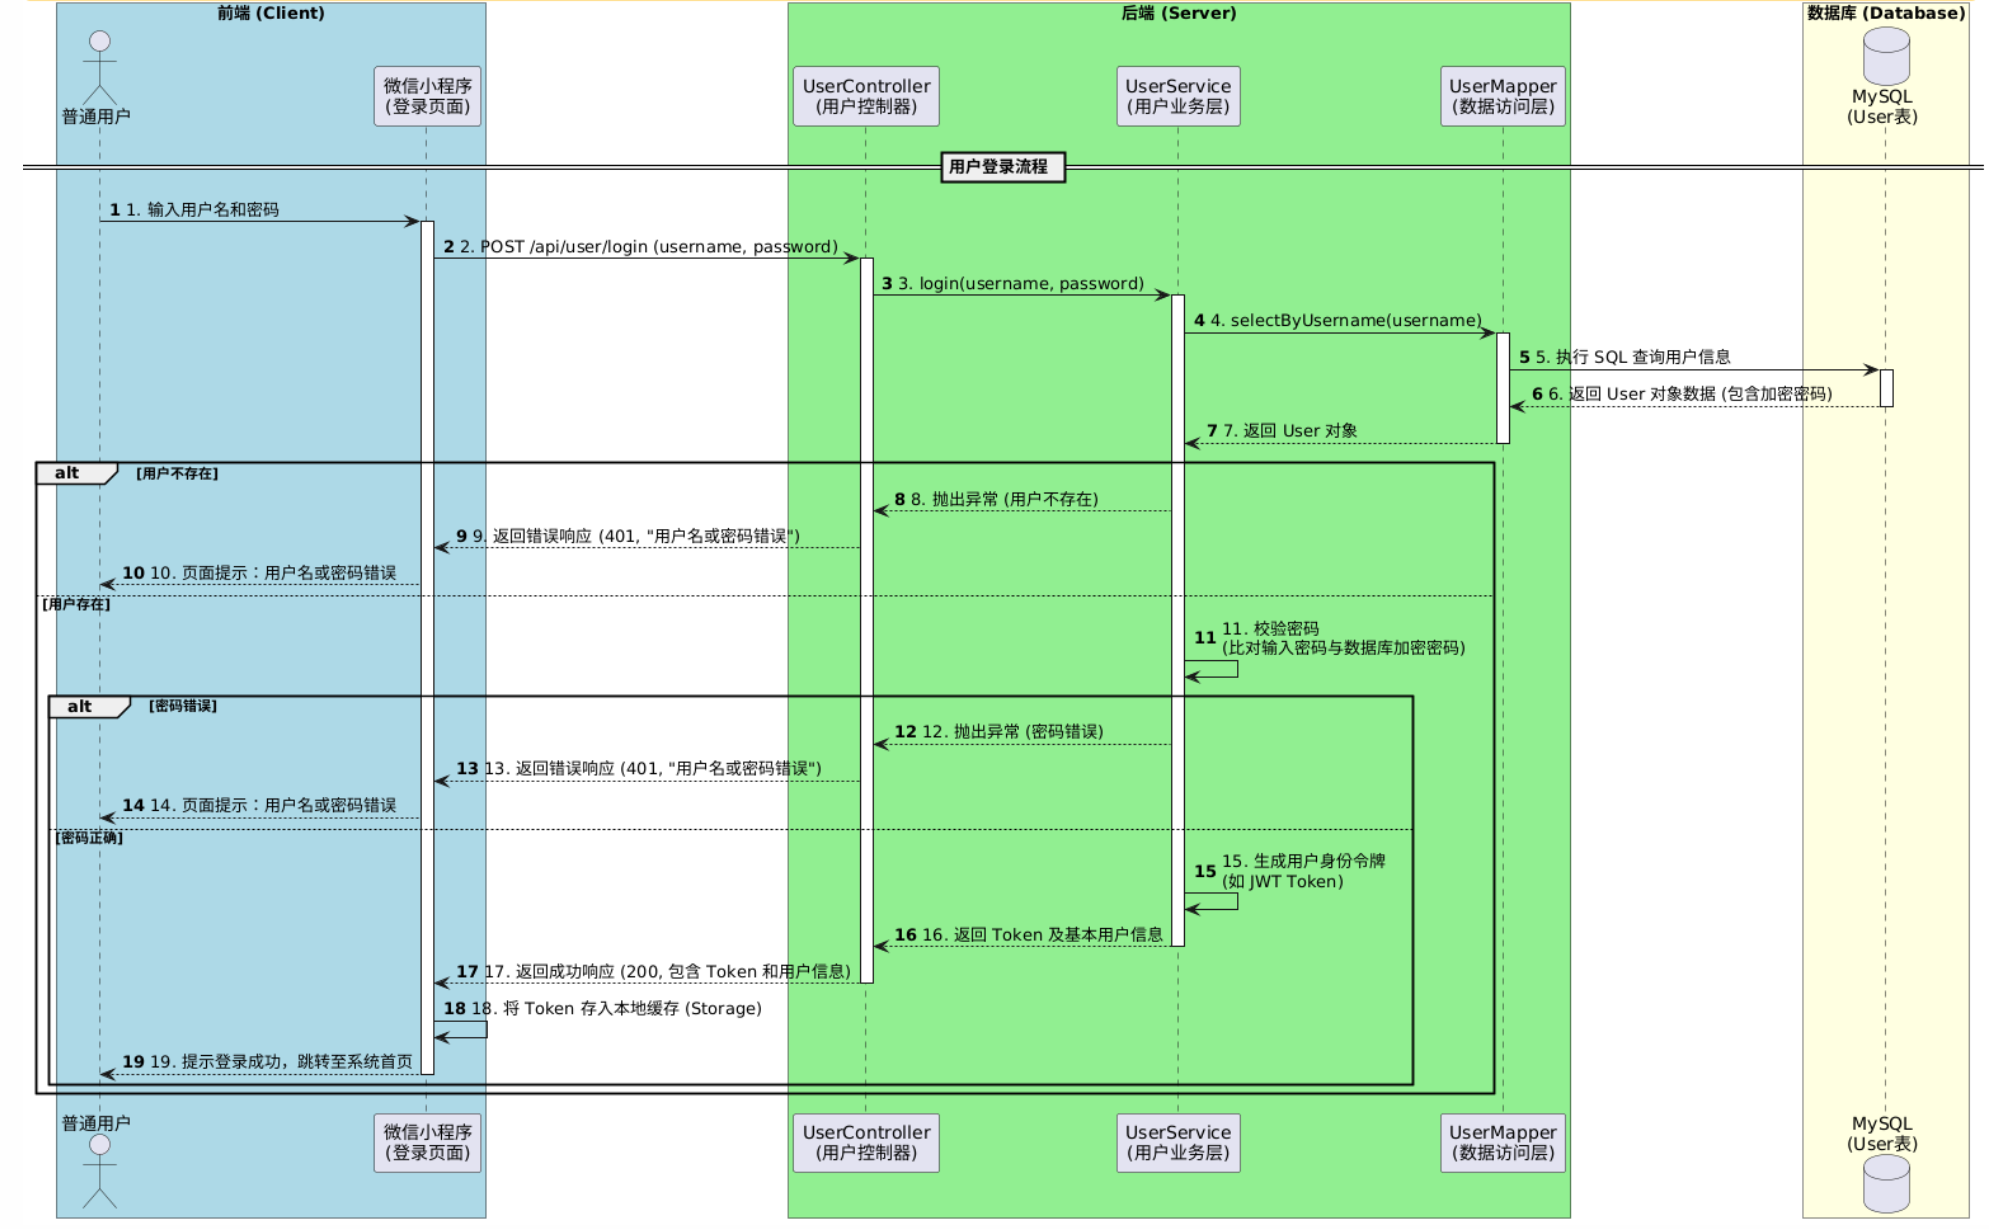 前端 (Client)
后端 (Server)
数据库 (Database)
普通用户
微信小程序
(登录页面)
UserController
(用户控制器)
UserService
(用户业务层)
UserMapper
(数据访问层)
MySQL
(User表)
用户登录流程
1 1. 输入用户名和密码
2 2. POST /api/user/login (username, password)
3 3. login(username, password)
4 4. selectByUsername(username)
5 5. 执行 SQL 查询用户信息
6 6. 返回 User 对象数据 (包含加密密码)
7 7. 返回 User 对象
alt [用户不存在]
8 8. 抛出异常 (用户不存在)
9 9. 返回错误响应 (401, "用户名或密码错误")
10 10. 页面提示：用户名或密码错误
[用户存在]
11 11. 校验密码
(比对输入密码与数据库加密密码)
alt [密码错误]
12 12. 抛出异常 (密码错误)
13 13. 返回错误响应 (401, "用户名或密码错误")
14 14. 页面提示：用户名或密码错误
[密码正确]
15 15. 生成用户身份令牌
(如 JWT Token)
16 16. 返回 Token 及基本用户信息
17 17. 返回成功响应 (200, 包含 Token 和用户信息)
18 18. 将 Token 存入本地缓存 (Storage)
19 19. 提示登录成功，跳转至系统首页
普通用户
微信小程序
(登录页面)
UserController
(用户控制器)
UserService
(用户业务层)
UserMapper
(数据访问层)
MySQL
(User表)